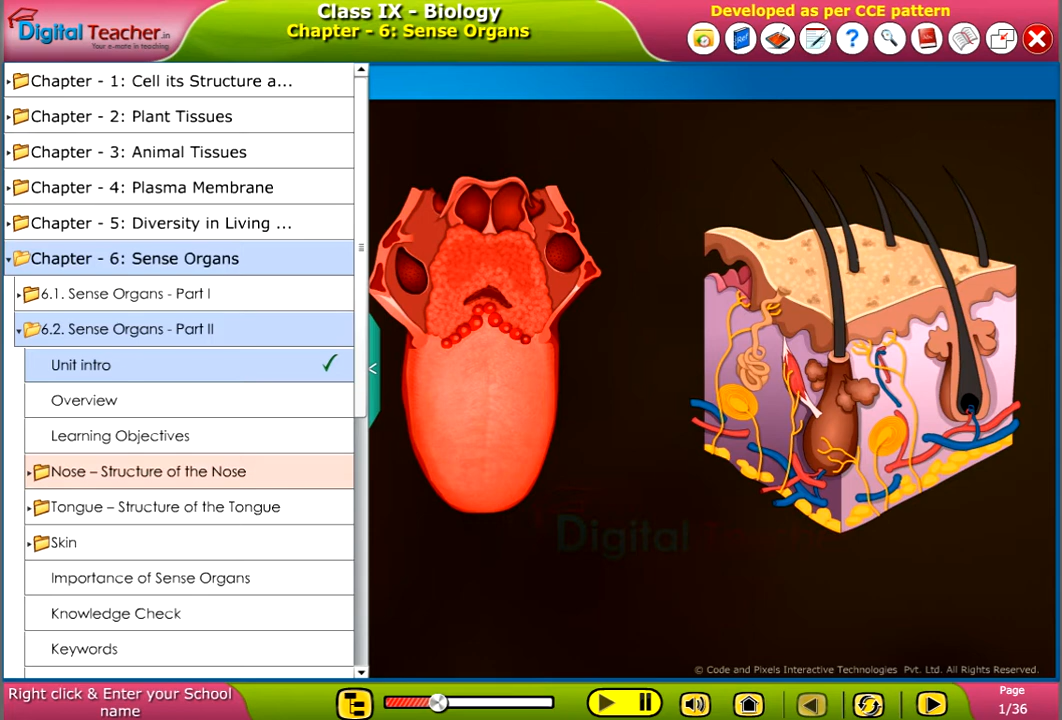 Digital Teacher.in
Your e-mate in teaching
Class IX - Biology
Chapter - 6: Sense Organs
Developed as per CCE pattern
Ref
?
Chapter - 1: Cell its Structure a...
Chapter - 2: Plant Tissues
Chapter - 3: Animal Tissues
Chapter - 4: Plasma Membrane
Chapter - 5: Diversity in Living ...
Chapter - 6: Sense Organs
6.1. Sense Organs - Part I
6.2. Sense Organs - Part II
Unit intro
Overview
Learning Objectives
Nose – Structure of the Nose
Tongue – Structure of the Tongue
Skin
Importance of Sense Organs
Knowledge Check
Keywords
<
Digital Teacher
© Code and Pixels Interactive Technologies Pvt. Ltd. All Rights Reserved.
Right click & Enter your School
name
Page
1/36